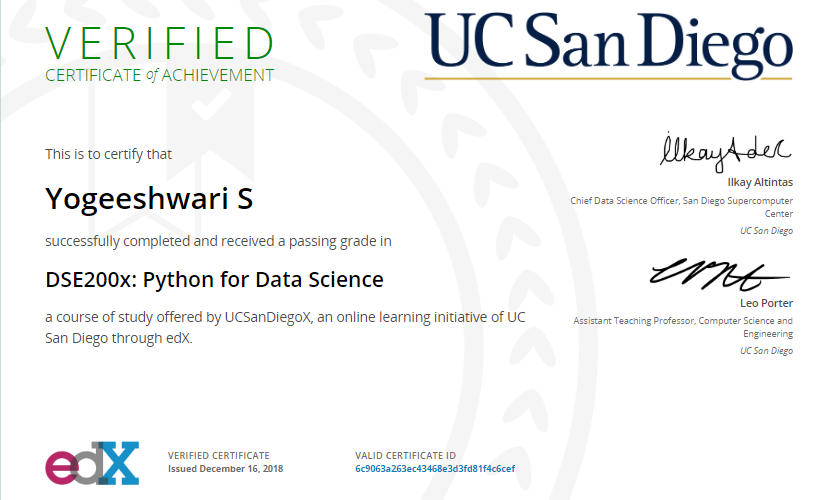 VERIFIED
CERTIFICATE of ACHIEVEMENT
UC San Diego
This is to certify that
Yogeeshwari S
successfully completed and received a passing grade in
DSE200x: Python for Data Science
a course of study offered by UCSanDiegoX, an online learning initiative of UC
San Diego through edX.
Ilkay Altintas
Chief Data Science Officer, San Diego Supercomputer
Center
UC San Diego
Leo Porter
Assistant Teaching Professor, Computer Science and
Engineering
UC San Diego
edX
VERIFIED CERTIFICATE
Issued December 16, 2018
VALID CERTIFICATE ID
6c9063a263ec43468e3d3fd81f4c6cef